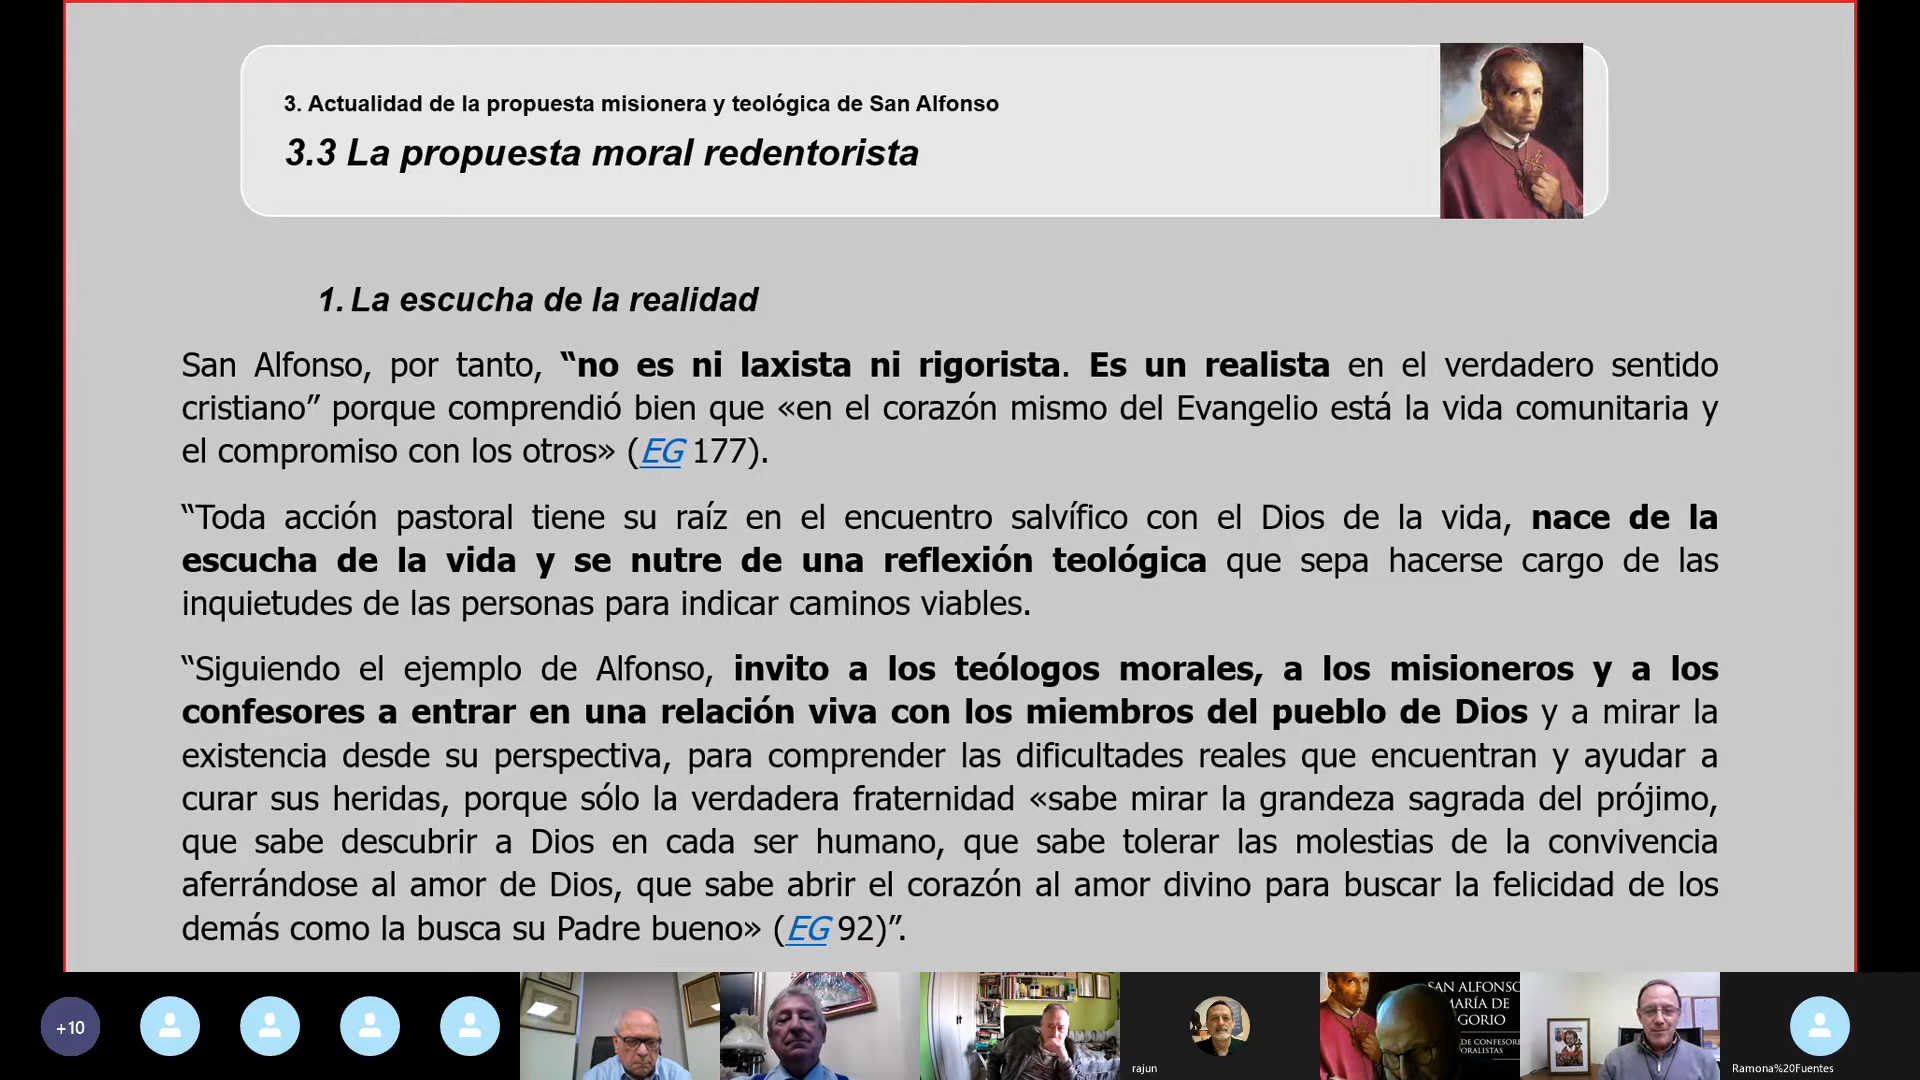 3. Actualidad de la propuesta misionera y teológica de San Alfonso
3.3 La propuesta moral redentorista
1. La escucha de la realidad
San Alfonso, por tanto, “no es ni laxista ni rigorista. Es un realista en el verdadero sentido
cristiano” porque comprendió bien que «en el corazón mismo del Evangelio está la vida comunitaria y
el compromiso con los otros» (EG 177).
“Toda acción pastoral tiene su raíz en el encuentro salvífico con el Dios de la vida, nace de la
escucha de la vida y se nutre de una reflexión teológica que sepa hacerse cargo de las
inquietudes de las personas para indicar caminos viables.
“Siguiendo el ejemplo de Alfonso, invito a los teólogos morales, a los misioneros y a los
confesores a entrar en una relación viva con los miembros del pueblo de Dios y a mirar la
existencia desde su perspectiva, para comprender las dificultades reales que encuentran y ayudar a
curar sus heridas, porque sólo la verdadera fraternidad «sabe mirar la grandeza sagrada del prójimo,
que sabe descubrir a Dios en cada ser humano, que sabe tolerar las molestias de la convivencia
aferrándose al amor de Dios, que sabe abrir el corazón al amor divino para buscar la felicidad de los
demás como la busca su Padre bueno» (EG 92)”.
+10
rajun
SAN ALFONSO
MARÍA DE
GORIO
DE CONFESORE
ORALISTAS
Ramona%20Fuentes